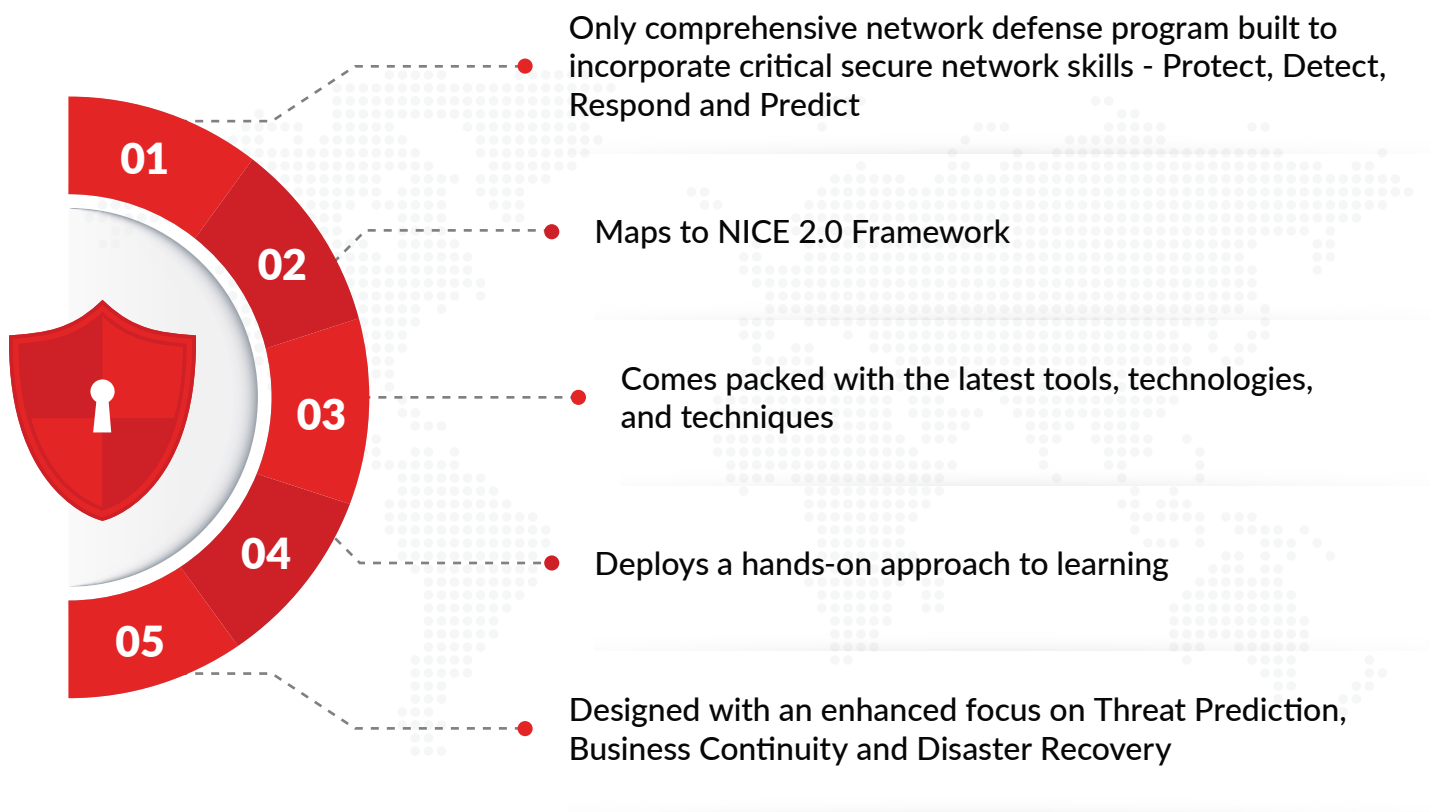 01
Only comprehensive network defense program built to
incorporate critical secure network skills - Protect, Detect,
Respond and Predict
02
Maps to NICE 2.0 Framework
03
Comes packed with the latest tools, technologies,
and techniques
04
Deploys a hands-on approach to learning
05
Designed with an enhanced focus on Threat Prediction,
Business Continuity and Disaster Recovery